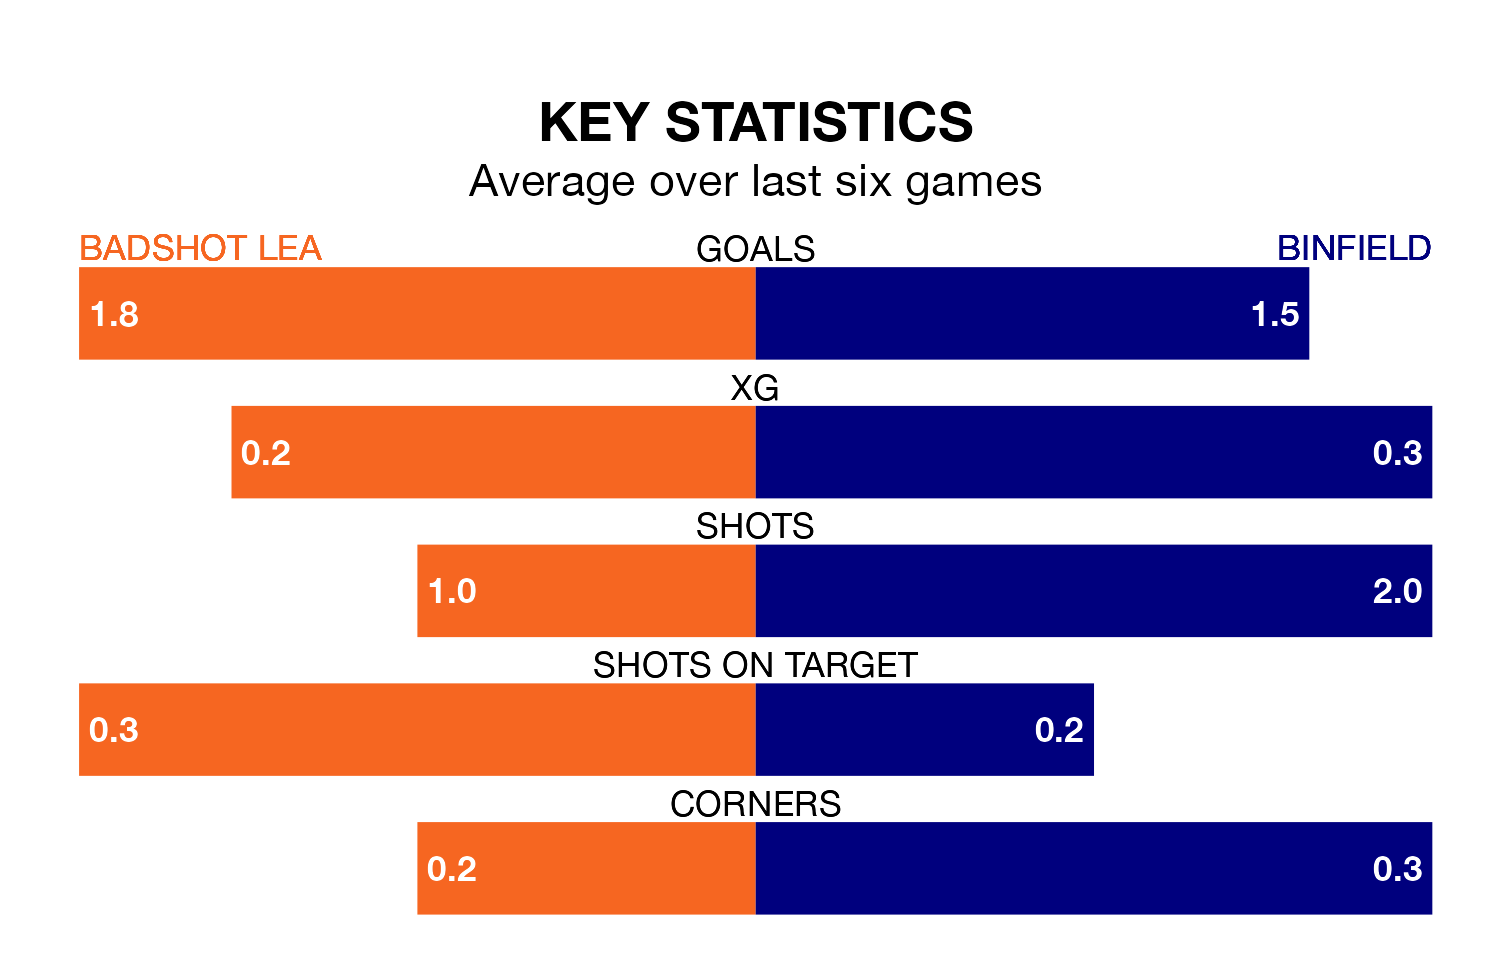 KEY STATISTICS
Average over last six games
BADSHOT LEA GOALS BINFIELD
1.8 1.5
XG
0.2 0.3
SHOTS
1.0 2.0
SHOTS ON TARGET
0.3 0.2
CORNERS
0.2 0.3